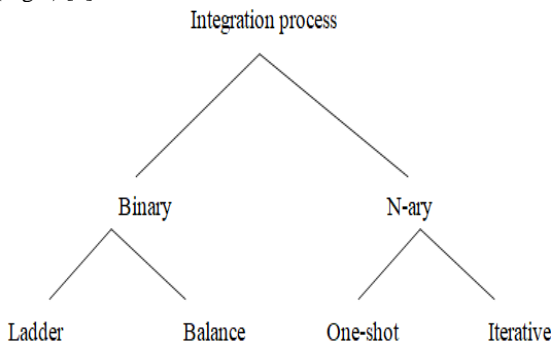 Integration process
Binary N-ary
Ladder Balance One-shot Iterative